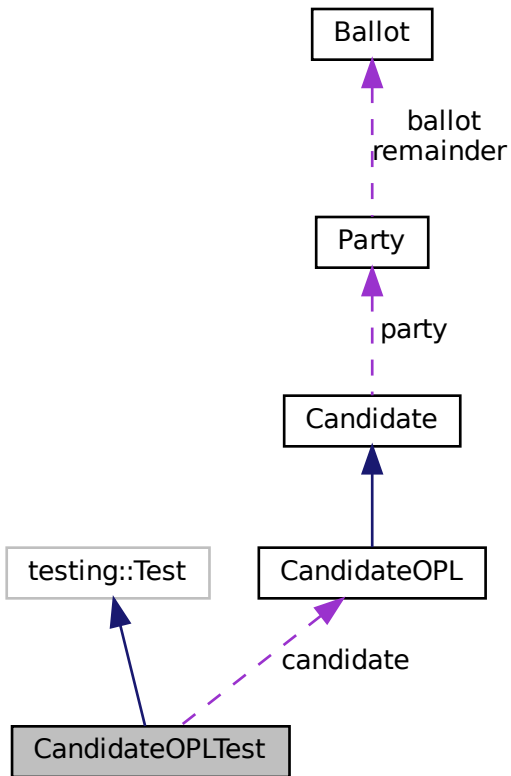 Ballot
ballot
remainder
Party
party
Candidate
testing::Test
CandidateOPL
candidate
CandidateOPLTest